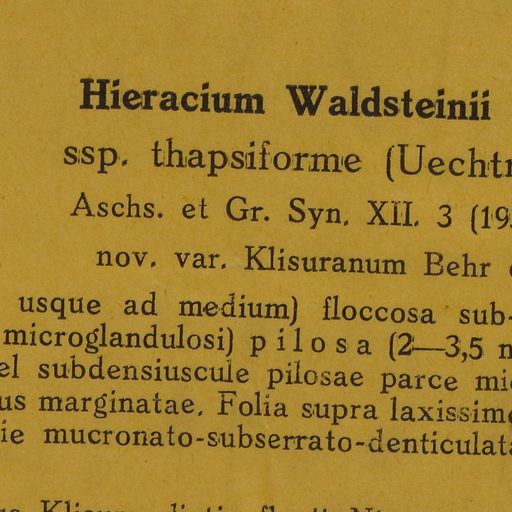 Hieracium Waldsteinii
ssp. thapsiforme (Uechtr
Aschs. et Gr. Syn. XII. 3 (19
nov. var. Klisuranum Behr
usque ad medium) floccosa sub-
microglandulosi) pilosa (2—3,5
el subdensiuscule pilosae parce mi
us marginatae. Folia supra laxissim
ie mucronato-subserrato-denticulat